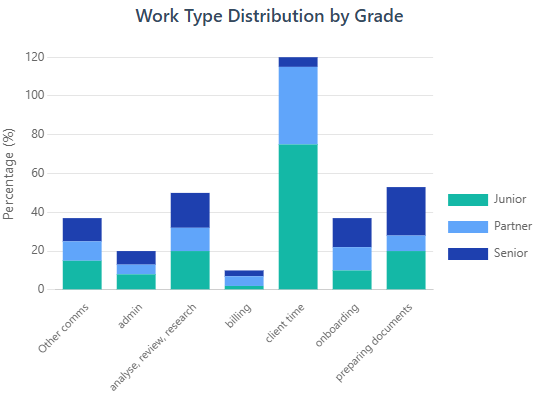 Work Type Distribution by Grade
Percentage (%)
120
100
80
60
40
20
0
Other comms
admin
analyse, review, research
billing
client time
onboarding
preparing documents
Junior
Partner
Senior